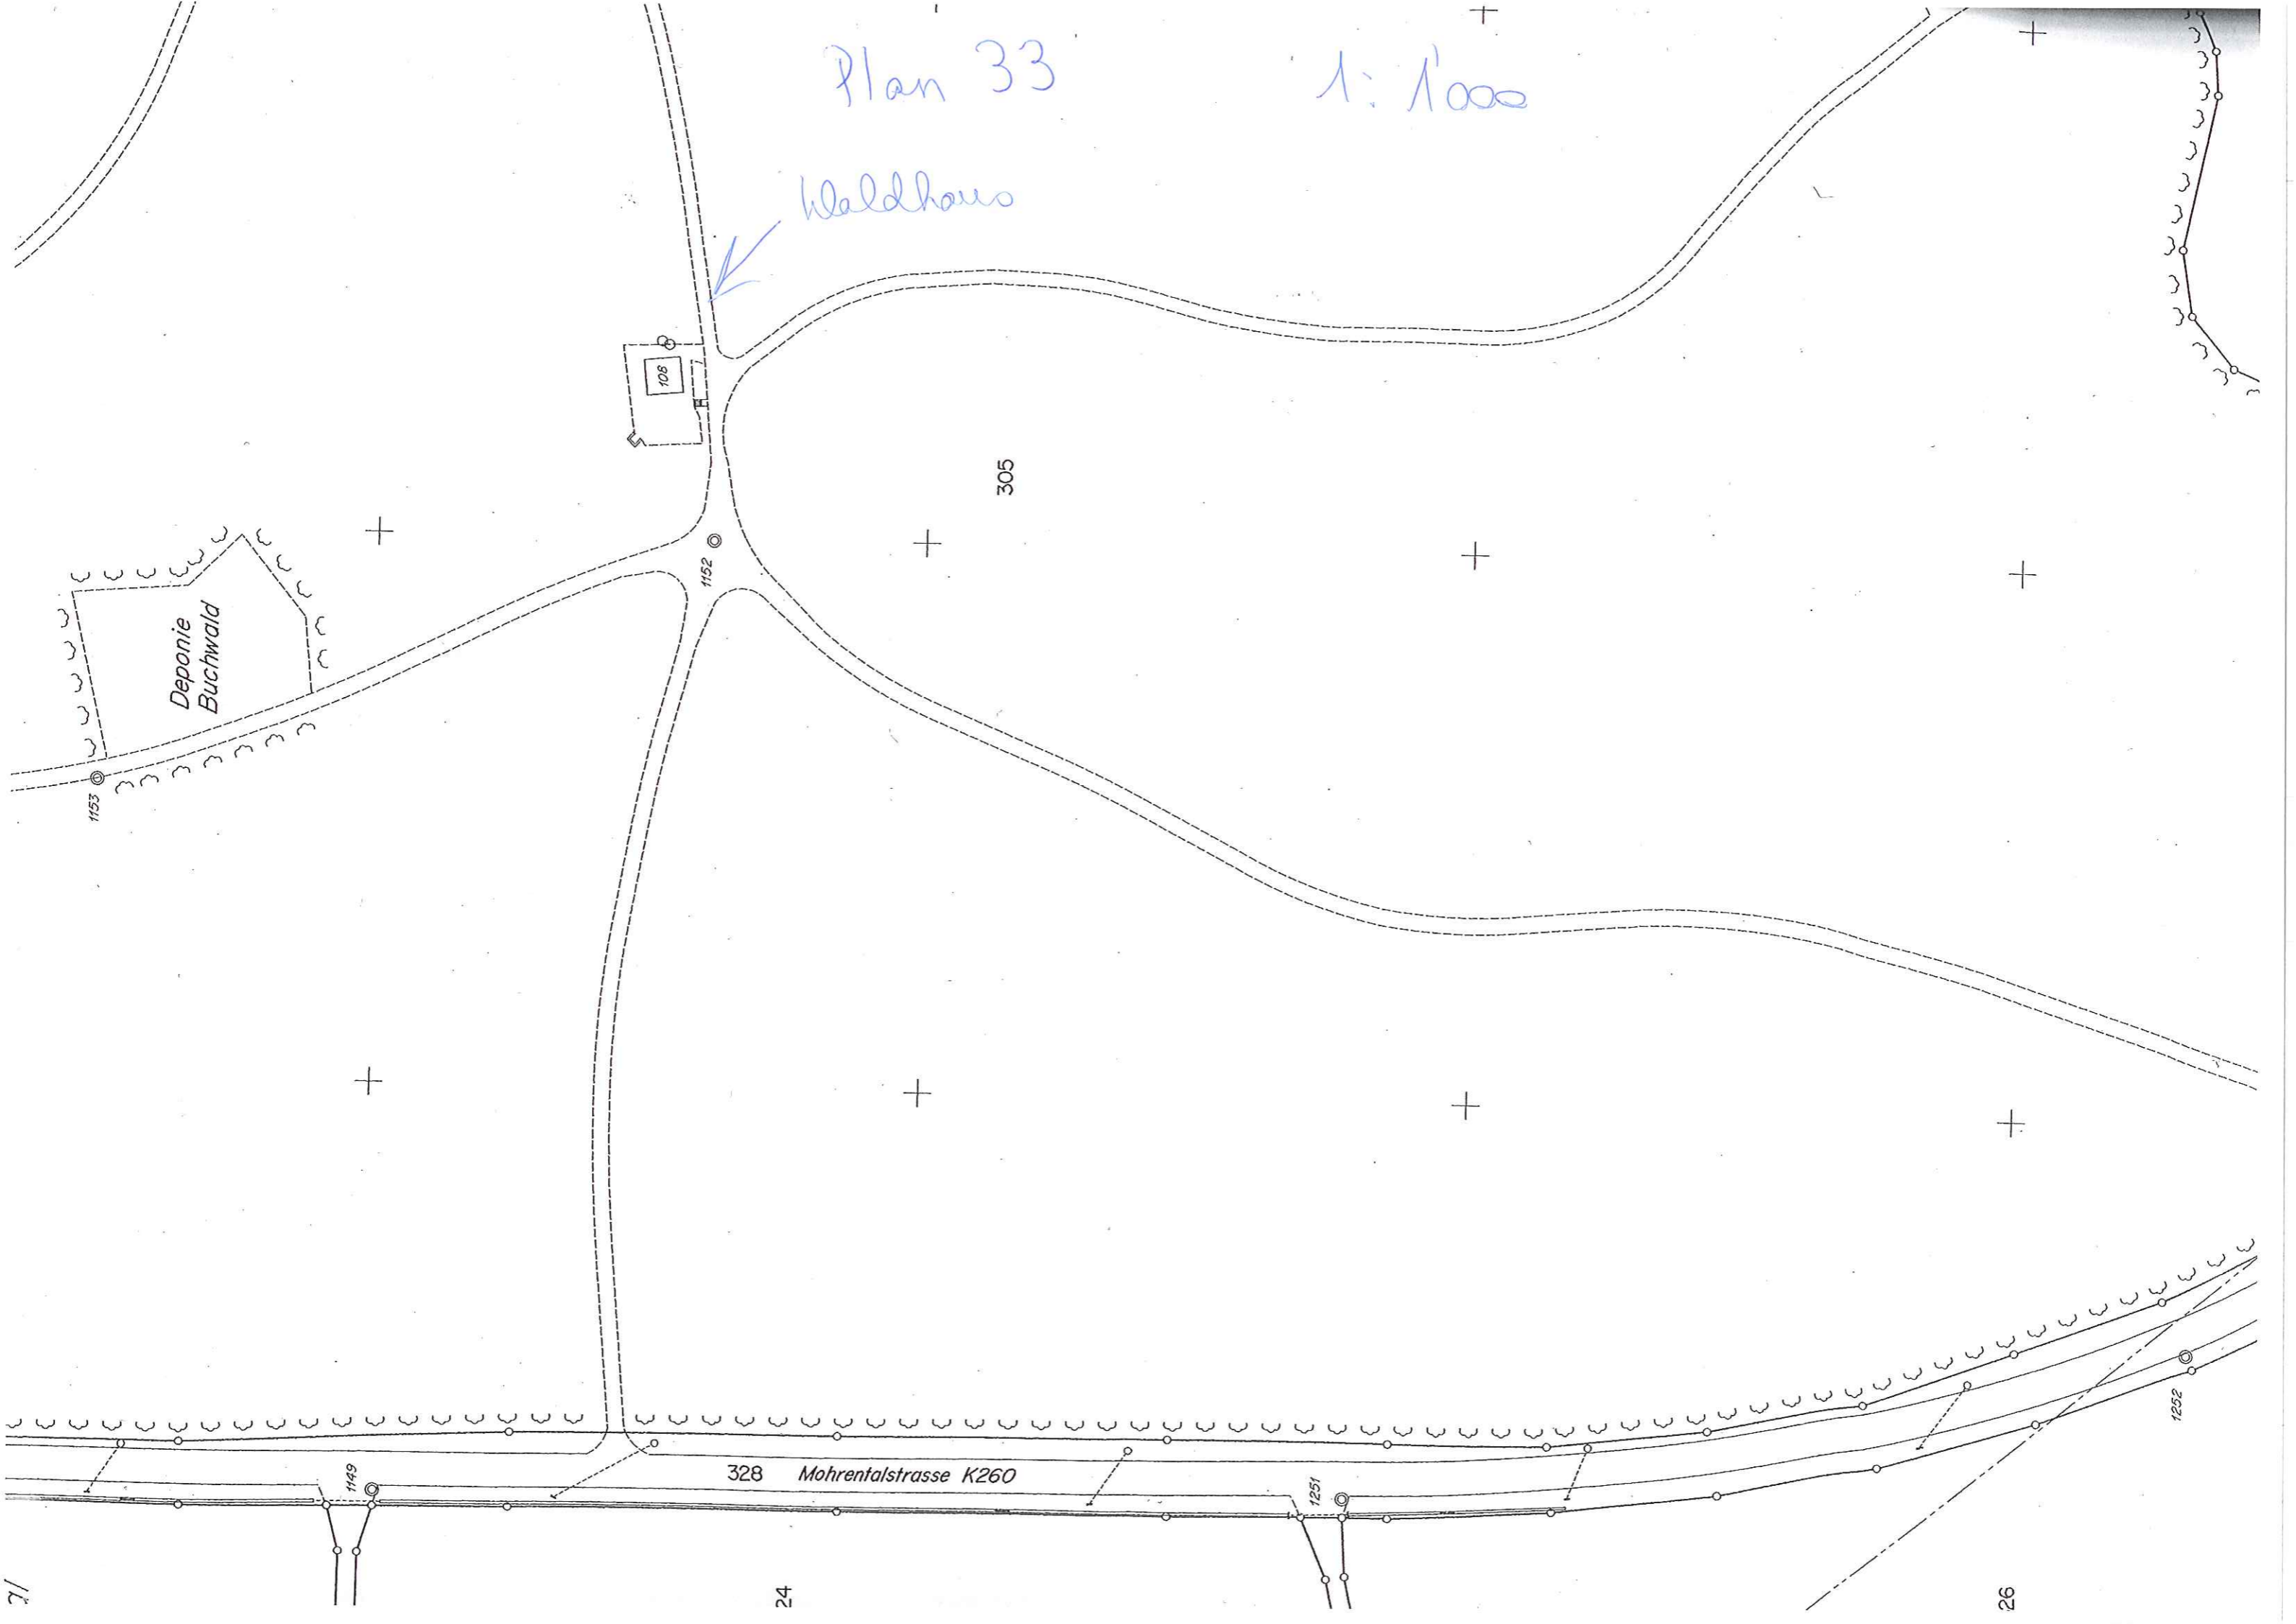 Plan 33
1:1'000
Waldhaus
108
305
1152
Deponie
Buchwald
1153
1149
328 Mohrentalstrasse K260
1251
1252
24
26